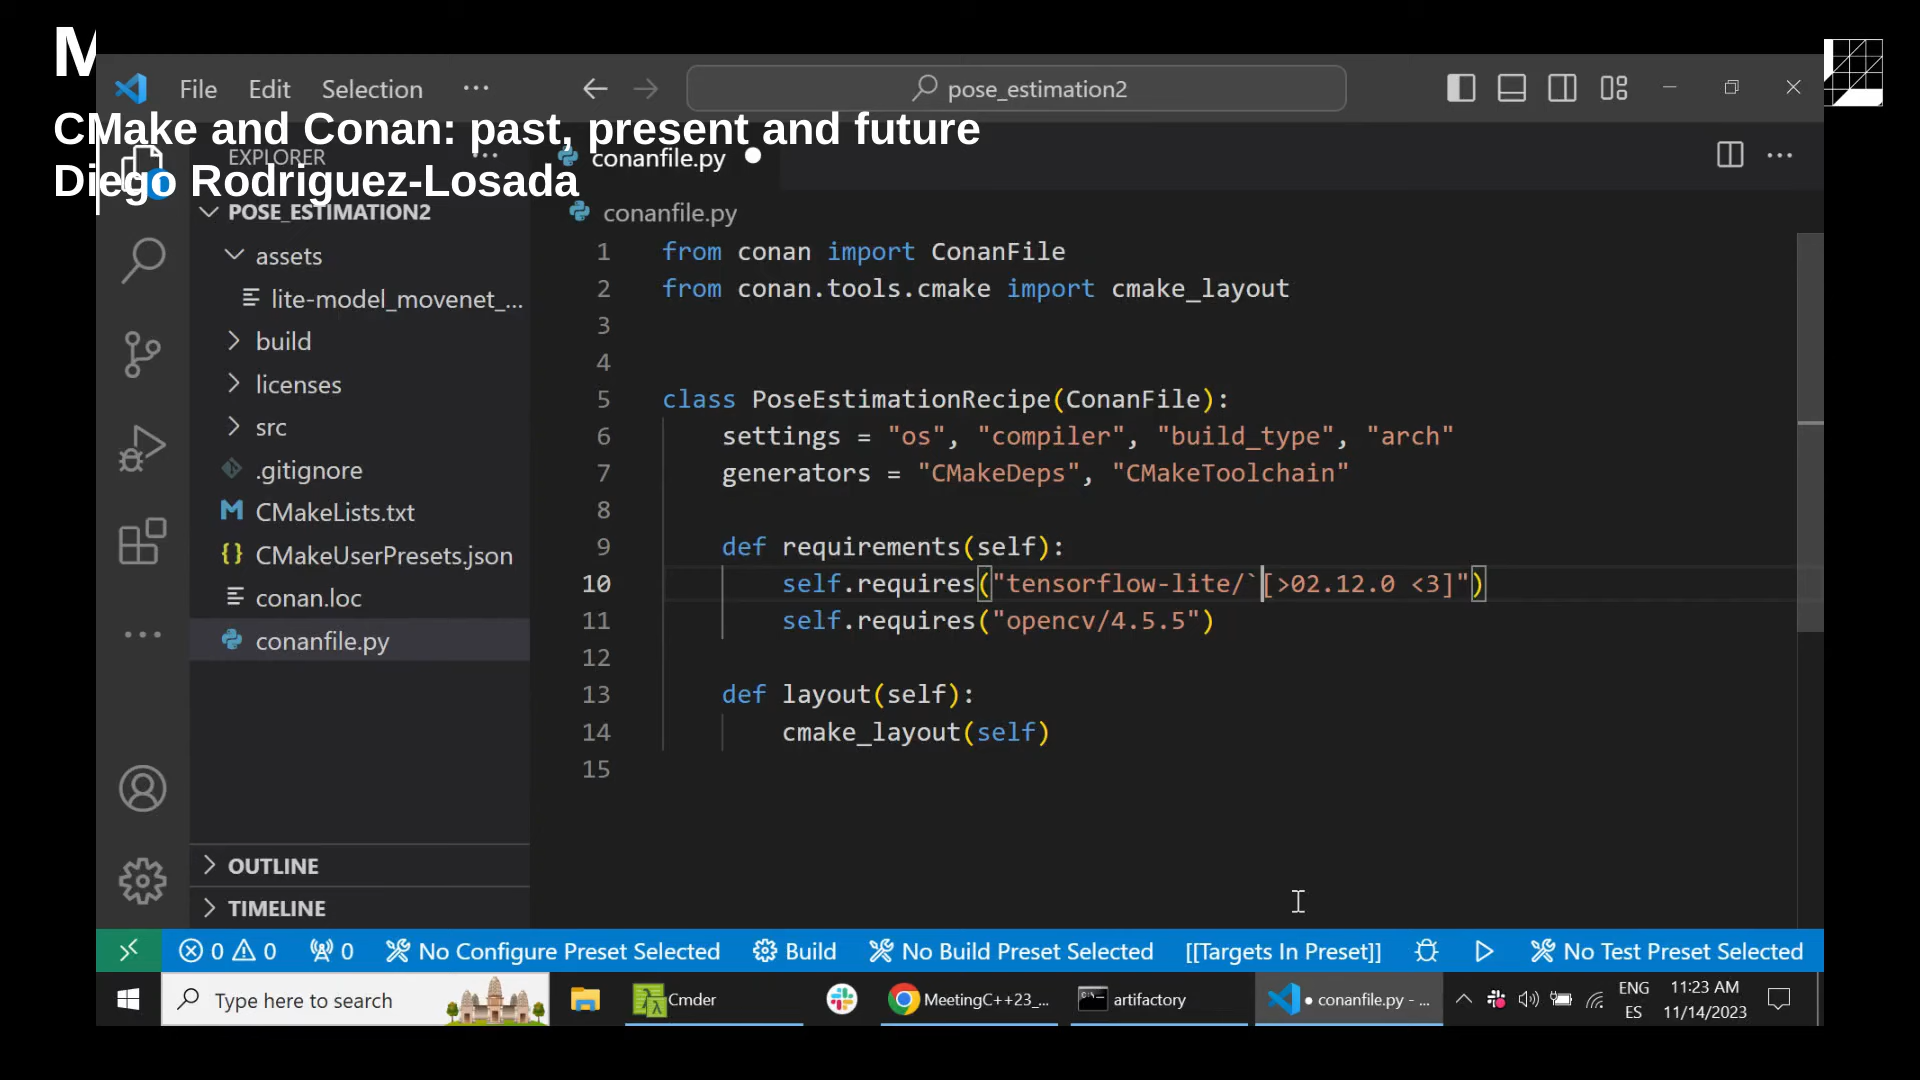 M
CMake and Conan: past, present and future
Diego Rodriguez-Losada
File Edit Selection ···
pose_estimation2
EXPLORER ···
conanfile.py
POSE_ESTIMATION2
assets
lite-model_movenet_...
build
licenses
src
.gitignore
CMakeLists.txt
CMakeUserPresets.json
conan.loc
conanfile.py
OUTLINE
TIMELINE
conanfile.py
1 from conan import ConanFile
2 from conan.tools.cmake import cmake_layout
3
4
5 class PoseEstimationRecipe(ConanFile):
6 settings = "os", "compiler", "build_type", "arch"
7 generators = "CMakeDeps", "CMakeToolchain"
8
9 def requirements(self):
10 self.requires("tensorflow-lite/`[>02.12.0 <3]")
11 self.requires("opencv/4.5.5")
12
13 def layout(self):
14 cmake_layout(self)
15
0 0 0 No Configure Preset Selected Build No Build Preset Selected [[Targets In Preset]] No Test Preset Selected
Type here to search Cmder MeetingC++23_... artifactory ● conanfile.py - ... ENG 11:23 AM
ES 11/14/2023